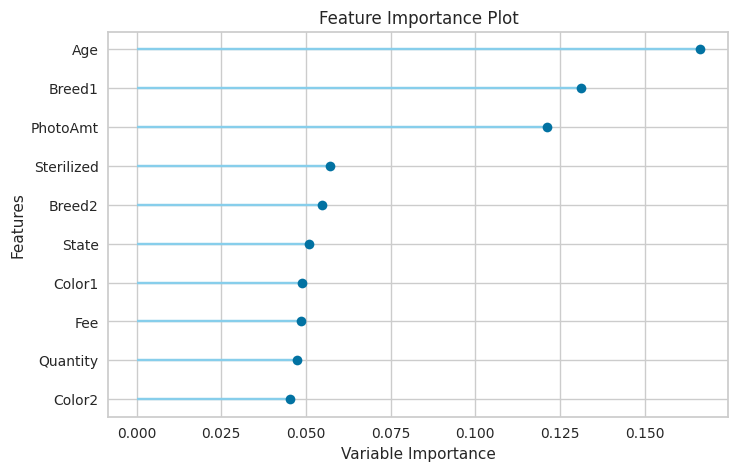 Feature Importance Plot
Features
Age
Breed1
PhotoAmt
Sterilized
Breed2
State
Color1
Fee
Quantity
Color2
0.000 0.025 0.050 0.075 0.100 0.125 0.150
Variable Importance